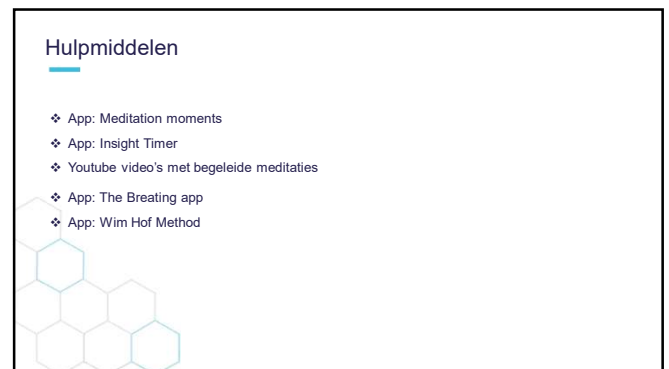 Hulpmiddelen
❖ App: Meditation moments
❖ App: Insight Timer
❖ Youtube video's met begeleide meditaties
❖ App: The Breating app
❖ App: Wim Hof Method